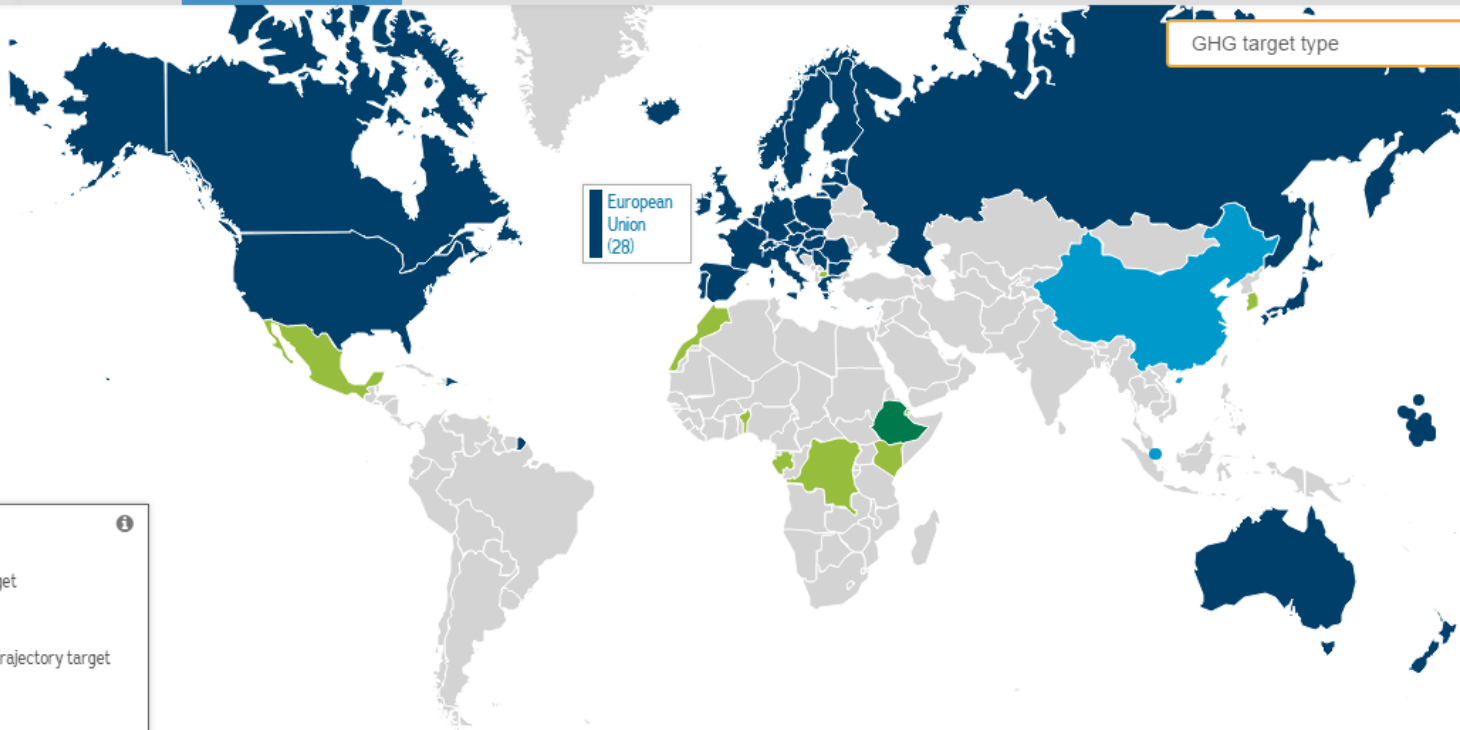 GHG target type
European
Union
(28)
get
rajectory target